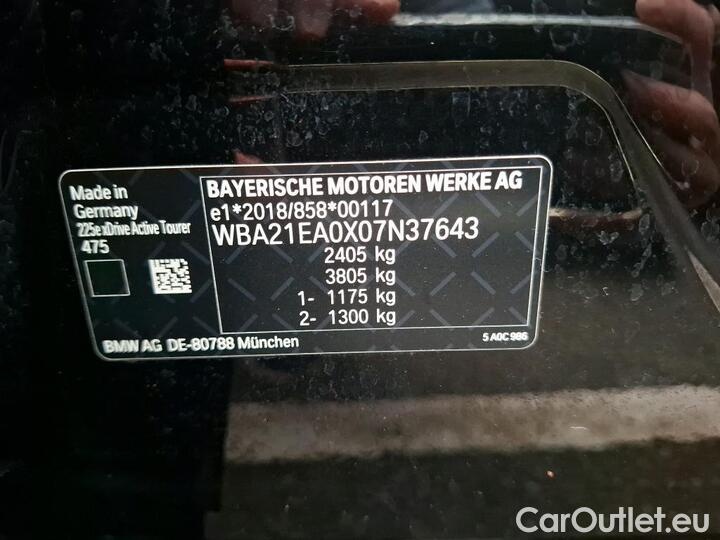 Made in
Germany
225e xDrive Active Tourer
475
BAYERISCHE MOTOREN WERKE AG
e1*2018/858*00117
WBA21EA0X07N37643
2405 kg
3805 kg
1- 1175 kg
2- 1300 kg
BMW AG DE-80788 München
5 A0C 986
CarOutlet.eu